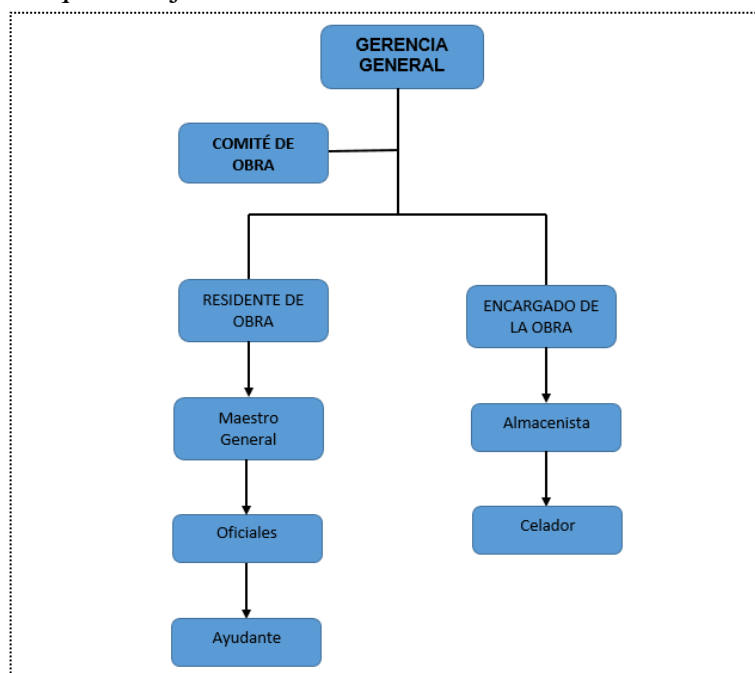 GERENCIA
GENERAL
COMITÉ DE
OBRA
RESIDENTE DE
OBRA
ENCARGADO DE
LA OBRA
Maestro
General
Almacenista
Oficiales
Celador
Ayudante